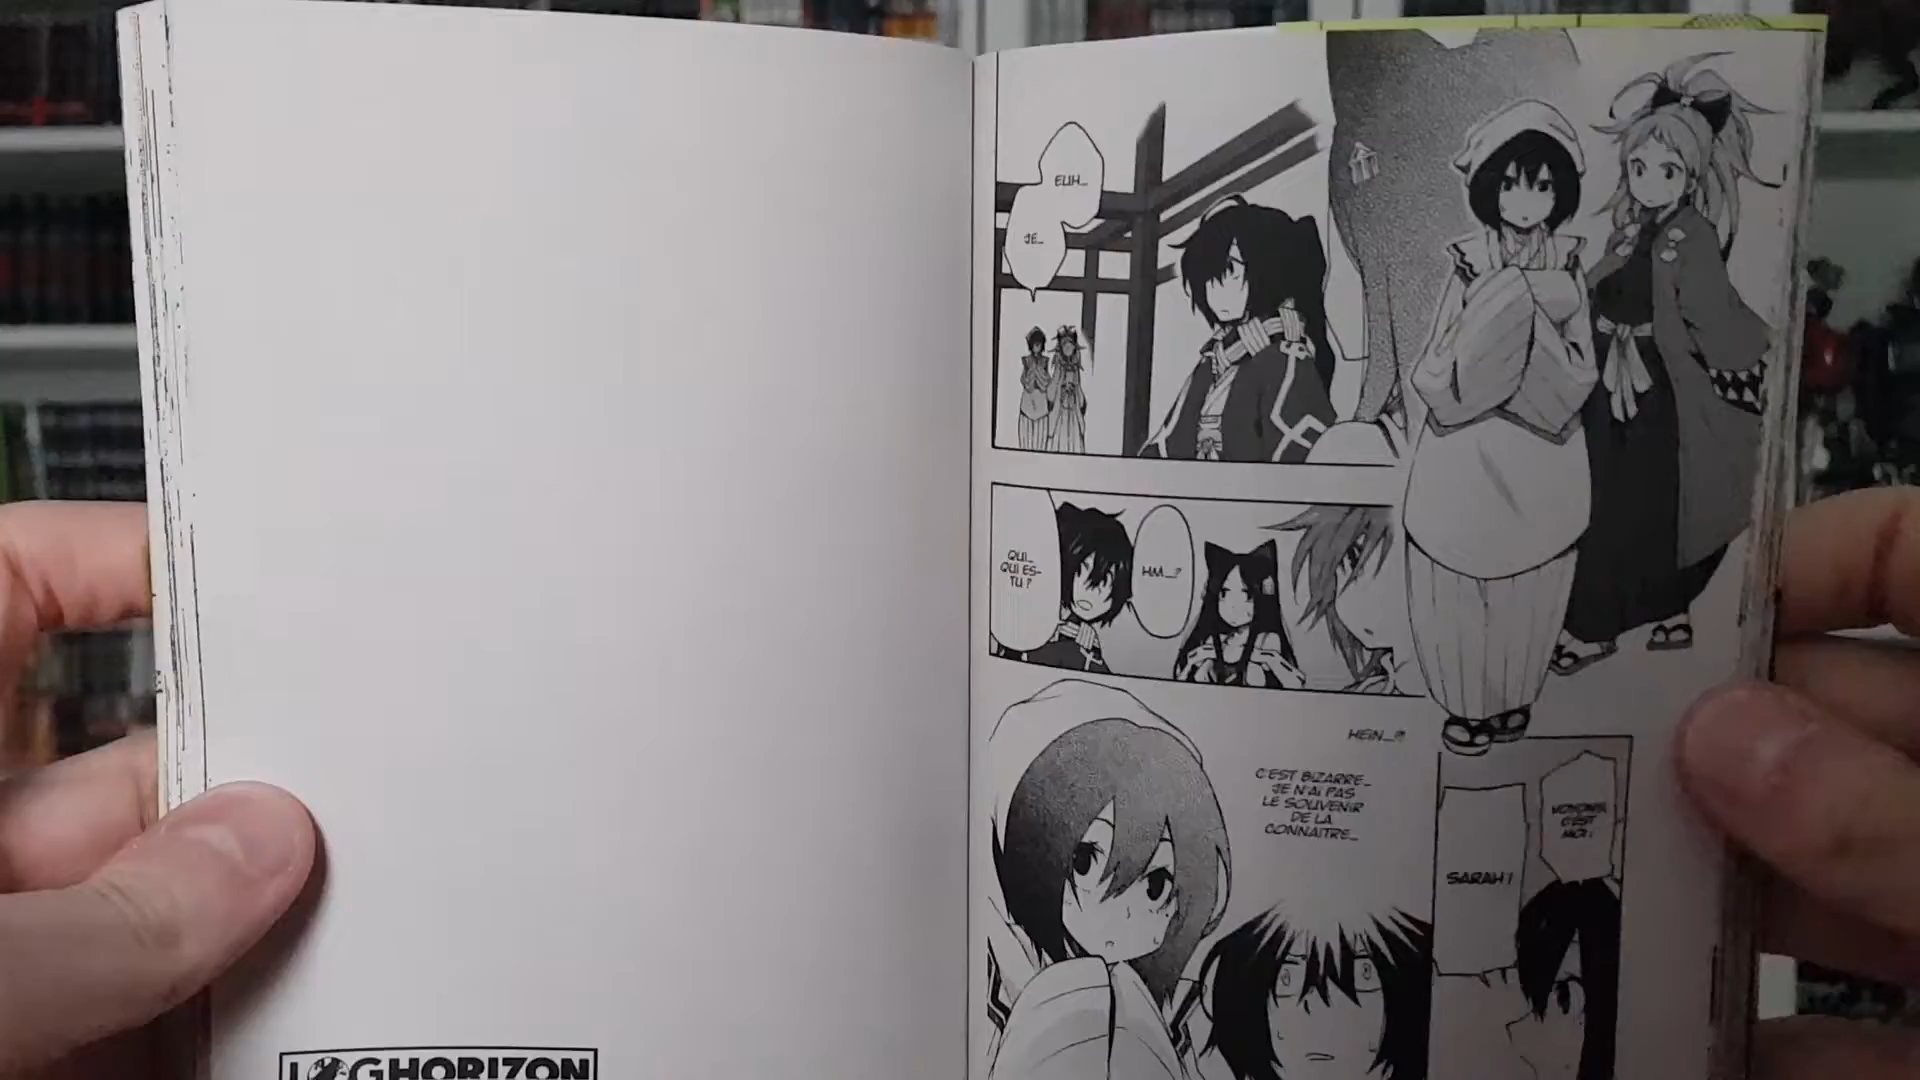 EUH...
JE...
QUI...
QUI ES-
TU ?
HM...?
HEIN...?!
C'EST BIZARRE...
JE N'AI PAS
LE SOUVENIR
DE LA
CONNAITRE...
C'EST
MOI !
SARAH !
LOG HORIZON